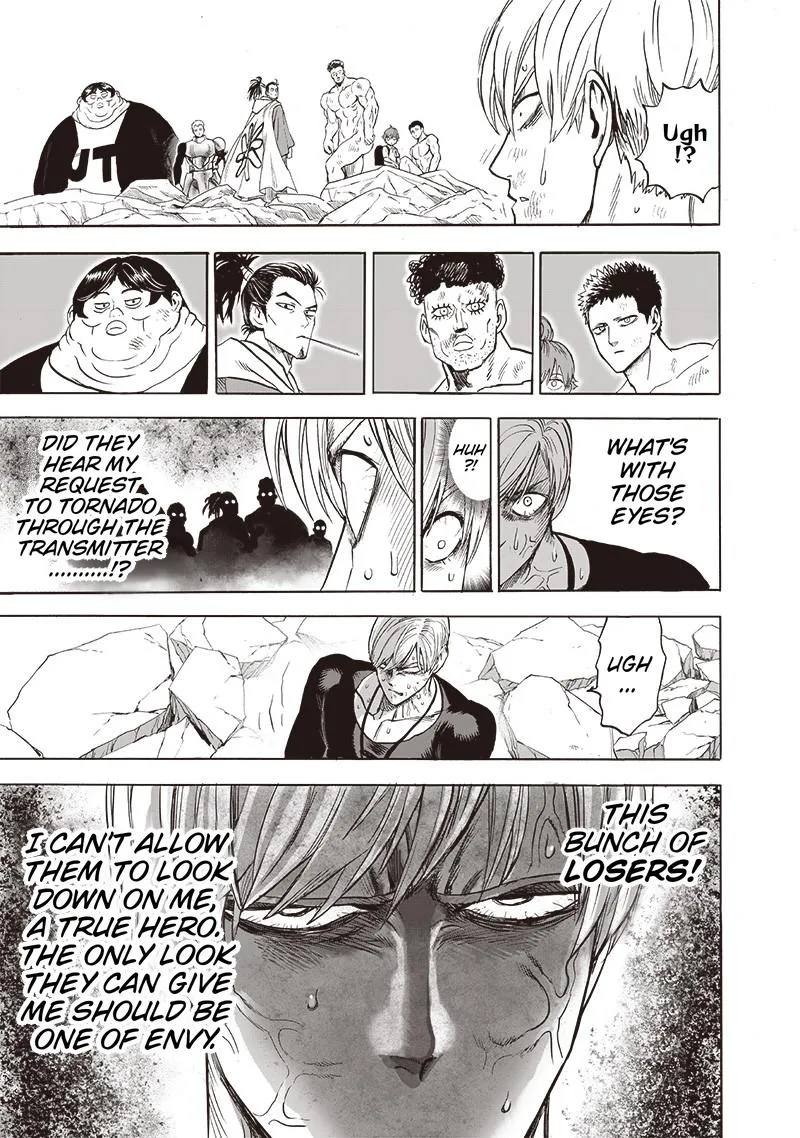 Ugh
!?
JT
WHAT'S
WITH
THOSE
EYES?
HUH
?!
DID THEY
HEAR MY
REQUEST
TO TORNADO
THROUGH THE
TRANSMITTER
...........!?
UGH
...
THIS
BUNCH OF
LOSERS!
I CAN'T ALLOW
THEM TO LOOK
DOWN ON ME,
A TRUE HERO.
THE ONLY LOOK
THEY CAN GIVE
ME SHOULD BE
ONE OF ENVY.